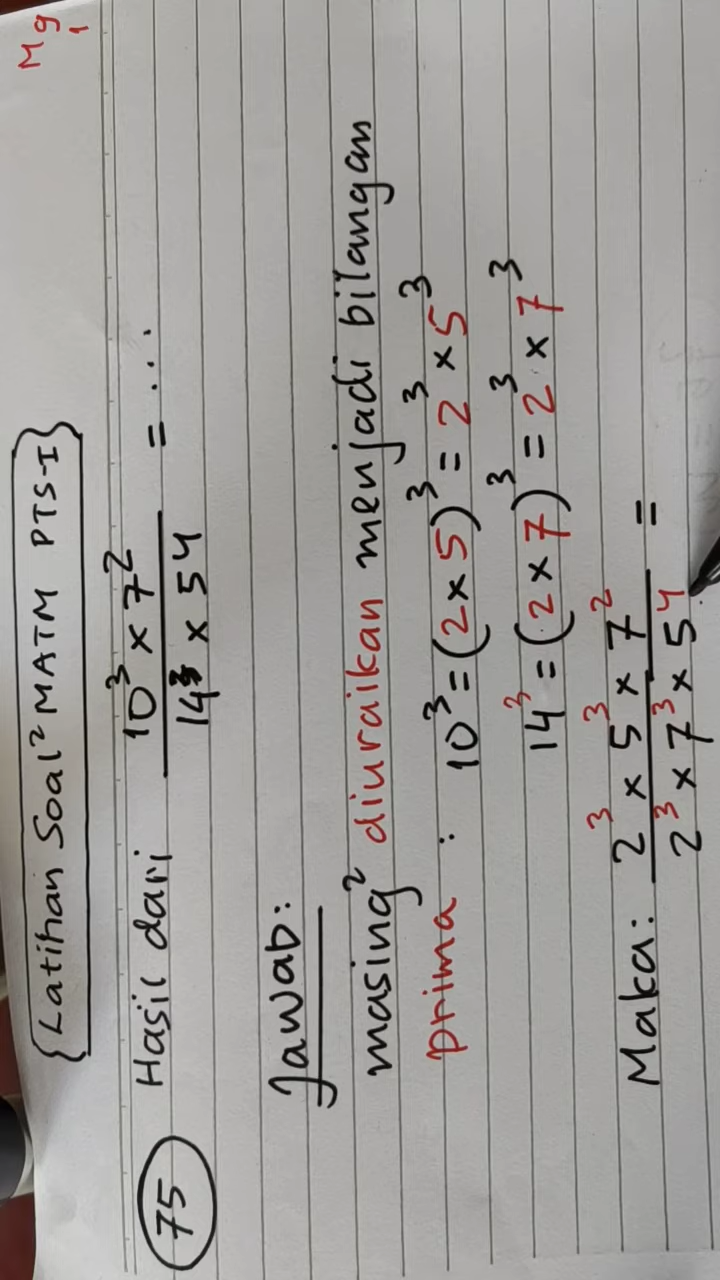 Mg
1
{Latihan Soal² MATM PTS-I}
75 Hasil dari 10³ x 7² / 14³ x 54 = ...
Jawab:
masing² diuraikan menjadi bilangan
prima : 10³ = (2 x 5)³ = 2³ x 5³
14³ = (2 x 7)³ = 2³ x 7³
Maka: 2³ x 5³ x 7² / 2³ x 7³ x 5⁴ =